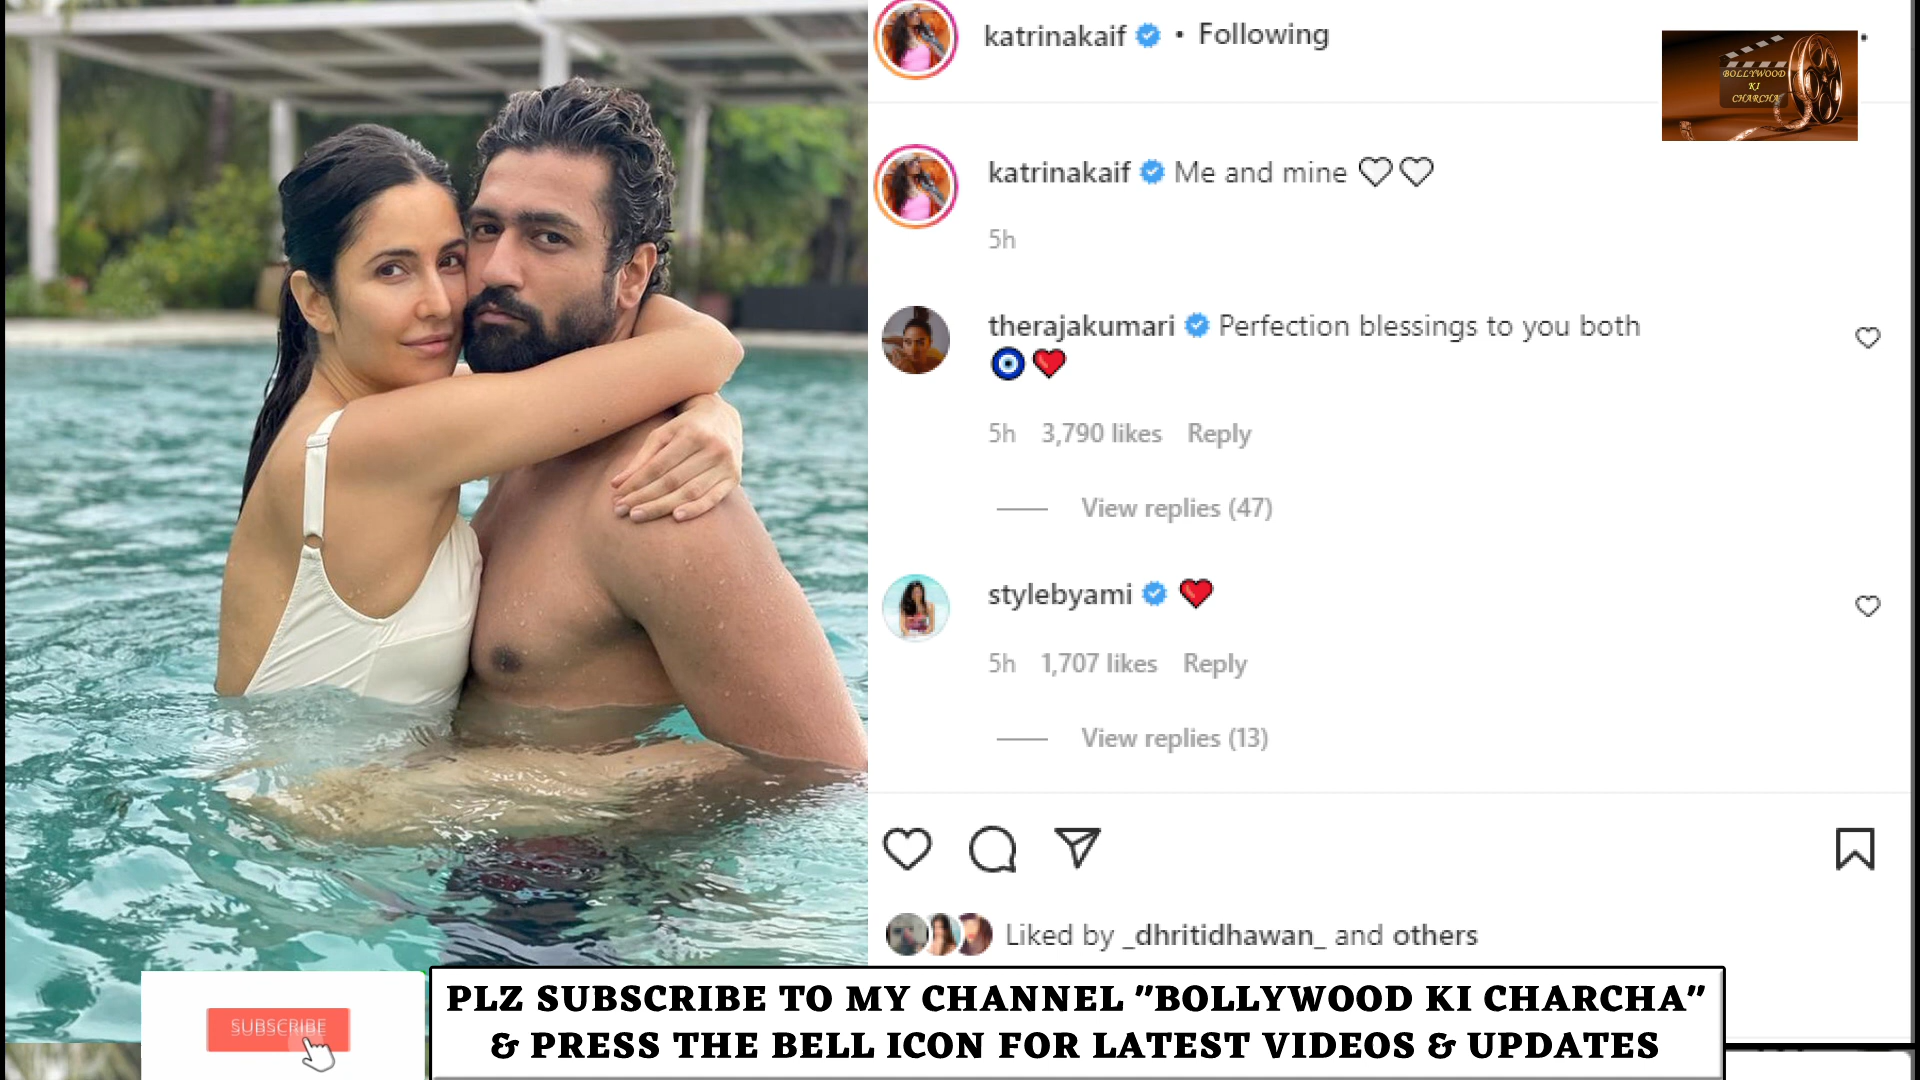 katrinakaif • Following
BOLLYWOOD
KI
CHARCHA
katrinakaif Me and mine 🤍🤍
5h
therajakumari Perfection blessings to you both
🧿❤️
5h 3,790 likes Reply
View replies (47)
stylebyami ❤️
5h 1,707 likes Reply
View replies (13)
Liked by _dhritidhawan_ and others
SUBSCRIBE
PLZ SUBSCRIBE TO MY CHANNEL "BOLLYWOOD KI CHARCHA"
& PRESS THE BELL ICON FOR LATEST VIDEOS & UPDATES